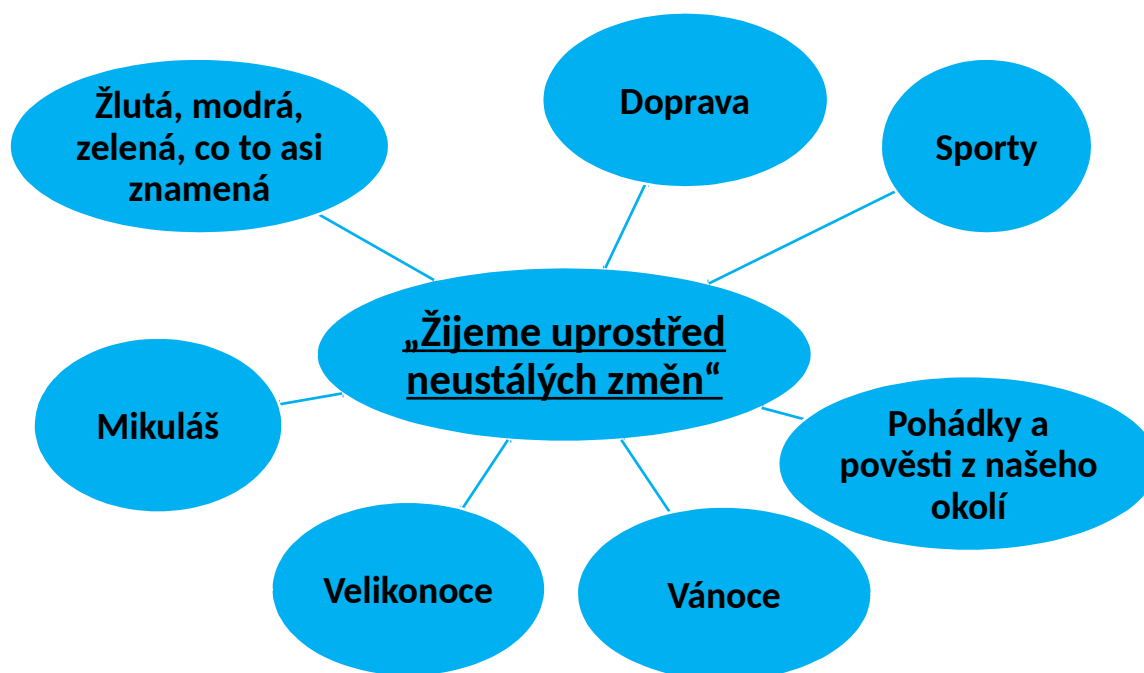 Žlutá, modrá,
zelená, co to asi
znamená
Doprava
Sporty
„Žijeme uprostřed
neustálých změn“
Mikuláš
Pohádky a
pověsti z našeho
okolí
Velikonoce
Vánoce